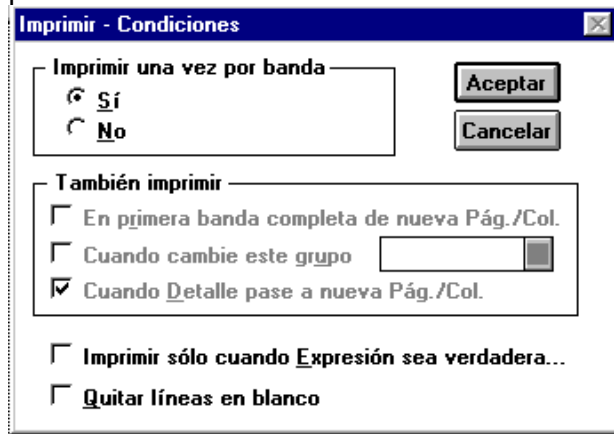 Imprimir - Condiciones
Imprimir una vez por banda
Sí
No
Aceptar
Cancelar
También imprimir
En primera banda completa de nueva Pág./Col.
Cuando cambie este grupo
Cuando Detalle pase a nueva Pág./Col.
Imprimir sólo cuando Expresión sea verdadera...
Quitar líneas en blanco